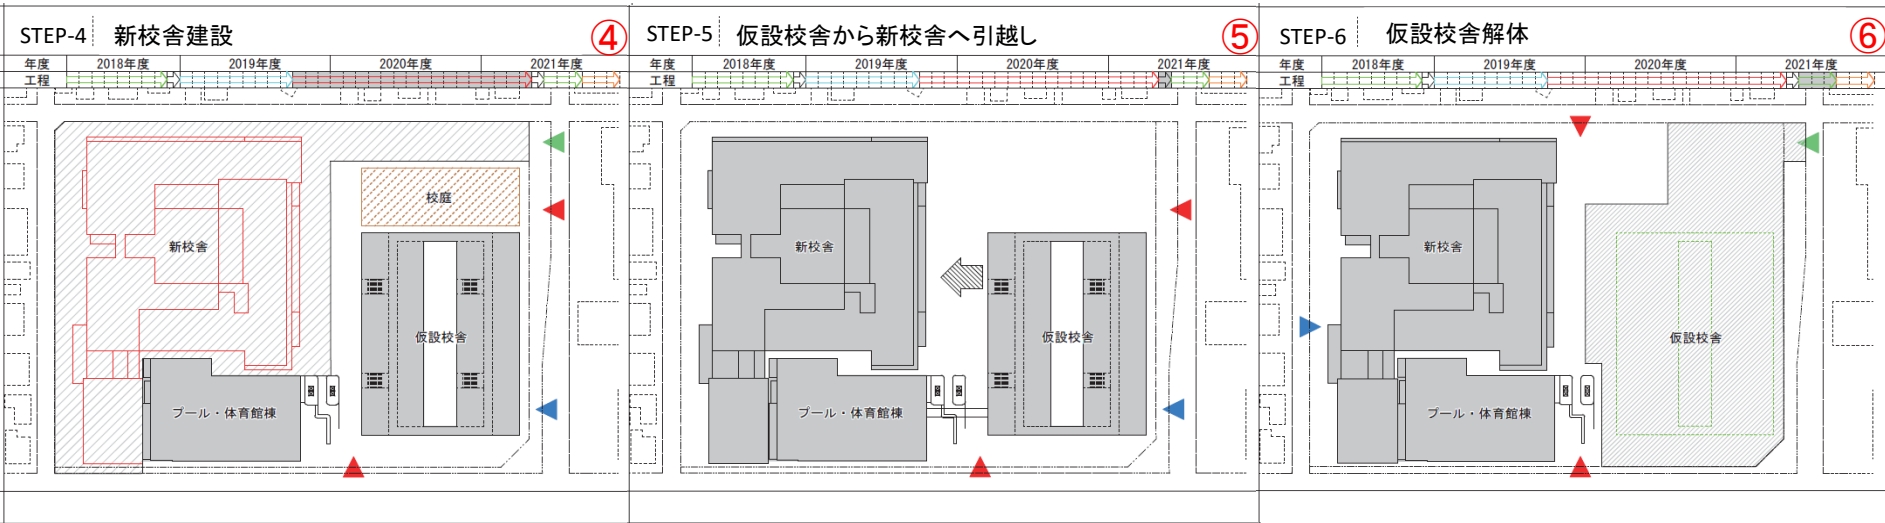 STEP-4 新校舎建設 ④
年度 2018年度 2019年度 2020年度 2021年度
工程
校庭
新校舎
仮設校舎
プール・体育館棟
STEP-5 仮設校舎から新校舎へ引越し ⑤
年度 2018年度 2019年度 2020年度 2021年度
工程
新校舎
仮設校舎
プール・体育館棟
STEP-6 仮設校舎解体 ⑥
年度 2018年度 2019年度 2020年度 2021年度
工程
新校舎
仮設校舎
プール・体育館棟